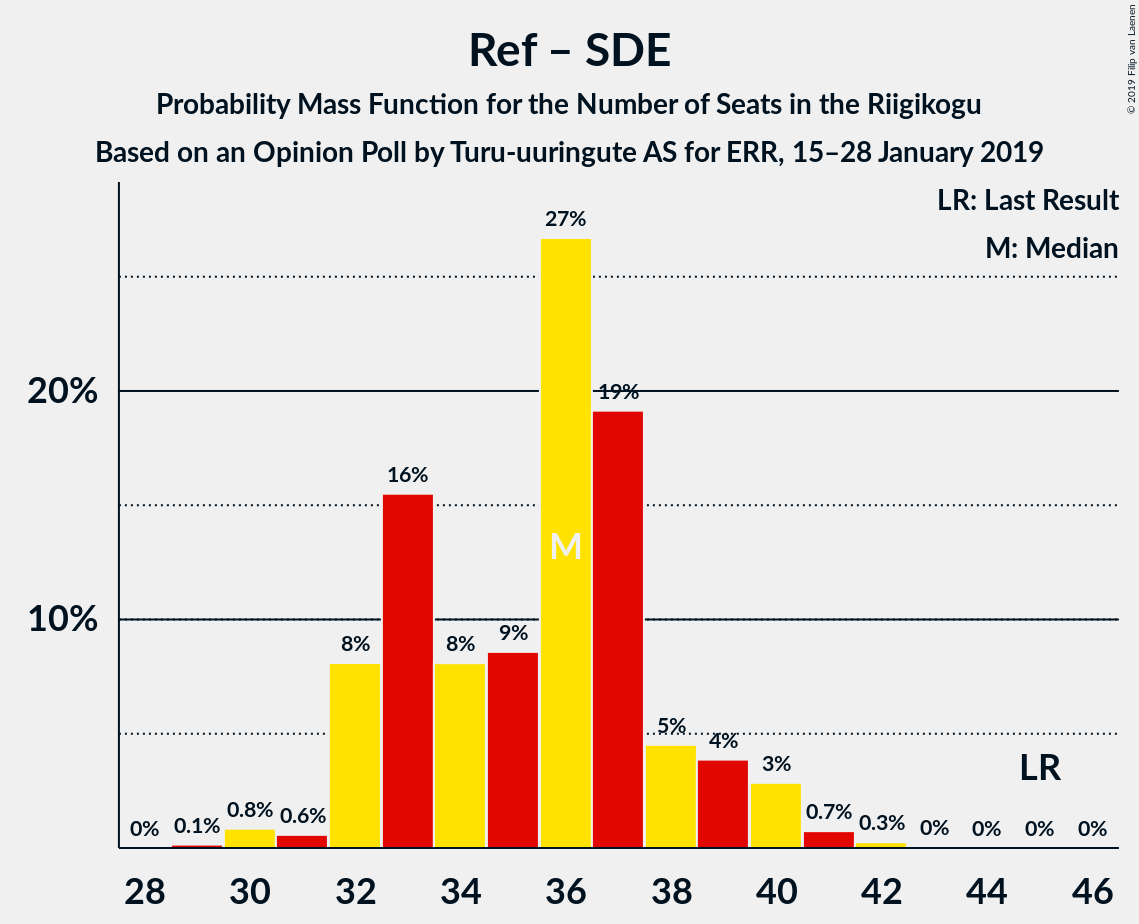 Ref – SDE
Probability Mass Function for the Number of Seats in the Riigikogu
Based on an Opinion Poll by Turu-uuringute AS for ERR, 15–28 January 2019
© 2019 Filip van Laenen
LR: Last Result
M: Median
27%
20%
19%
16%
M
10%
9%
8%
8%
5%
4%
LR
3%
0%
0.1%
0.8%
0.6%
0.7%
0.3%
0%
0%
0%
0%
28 30 32 34 36 38 40 42 44 46